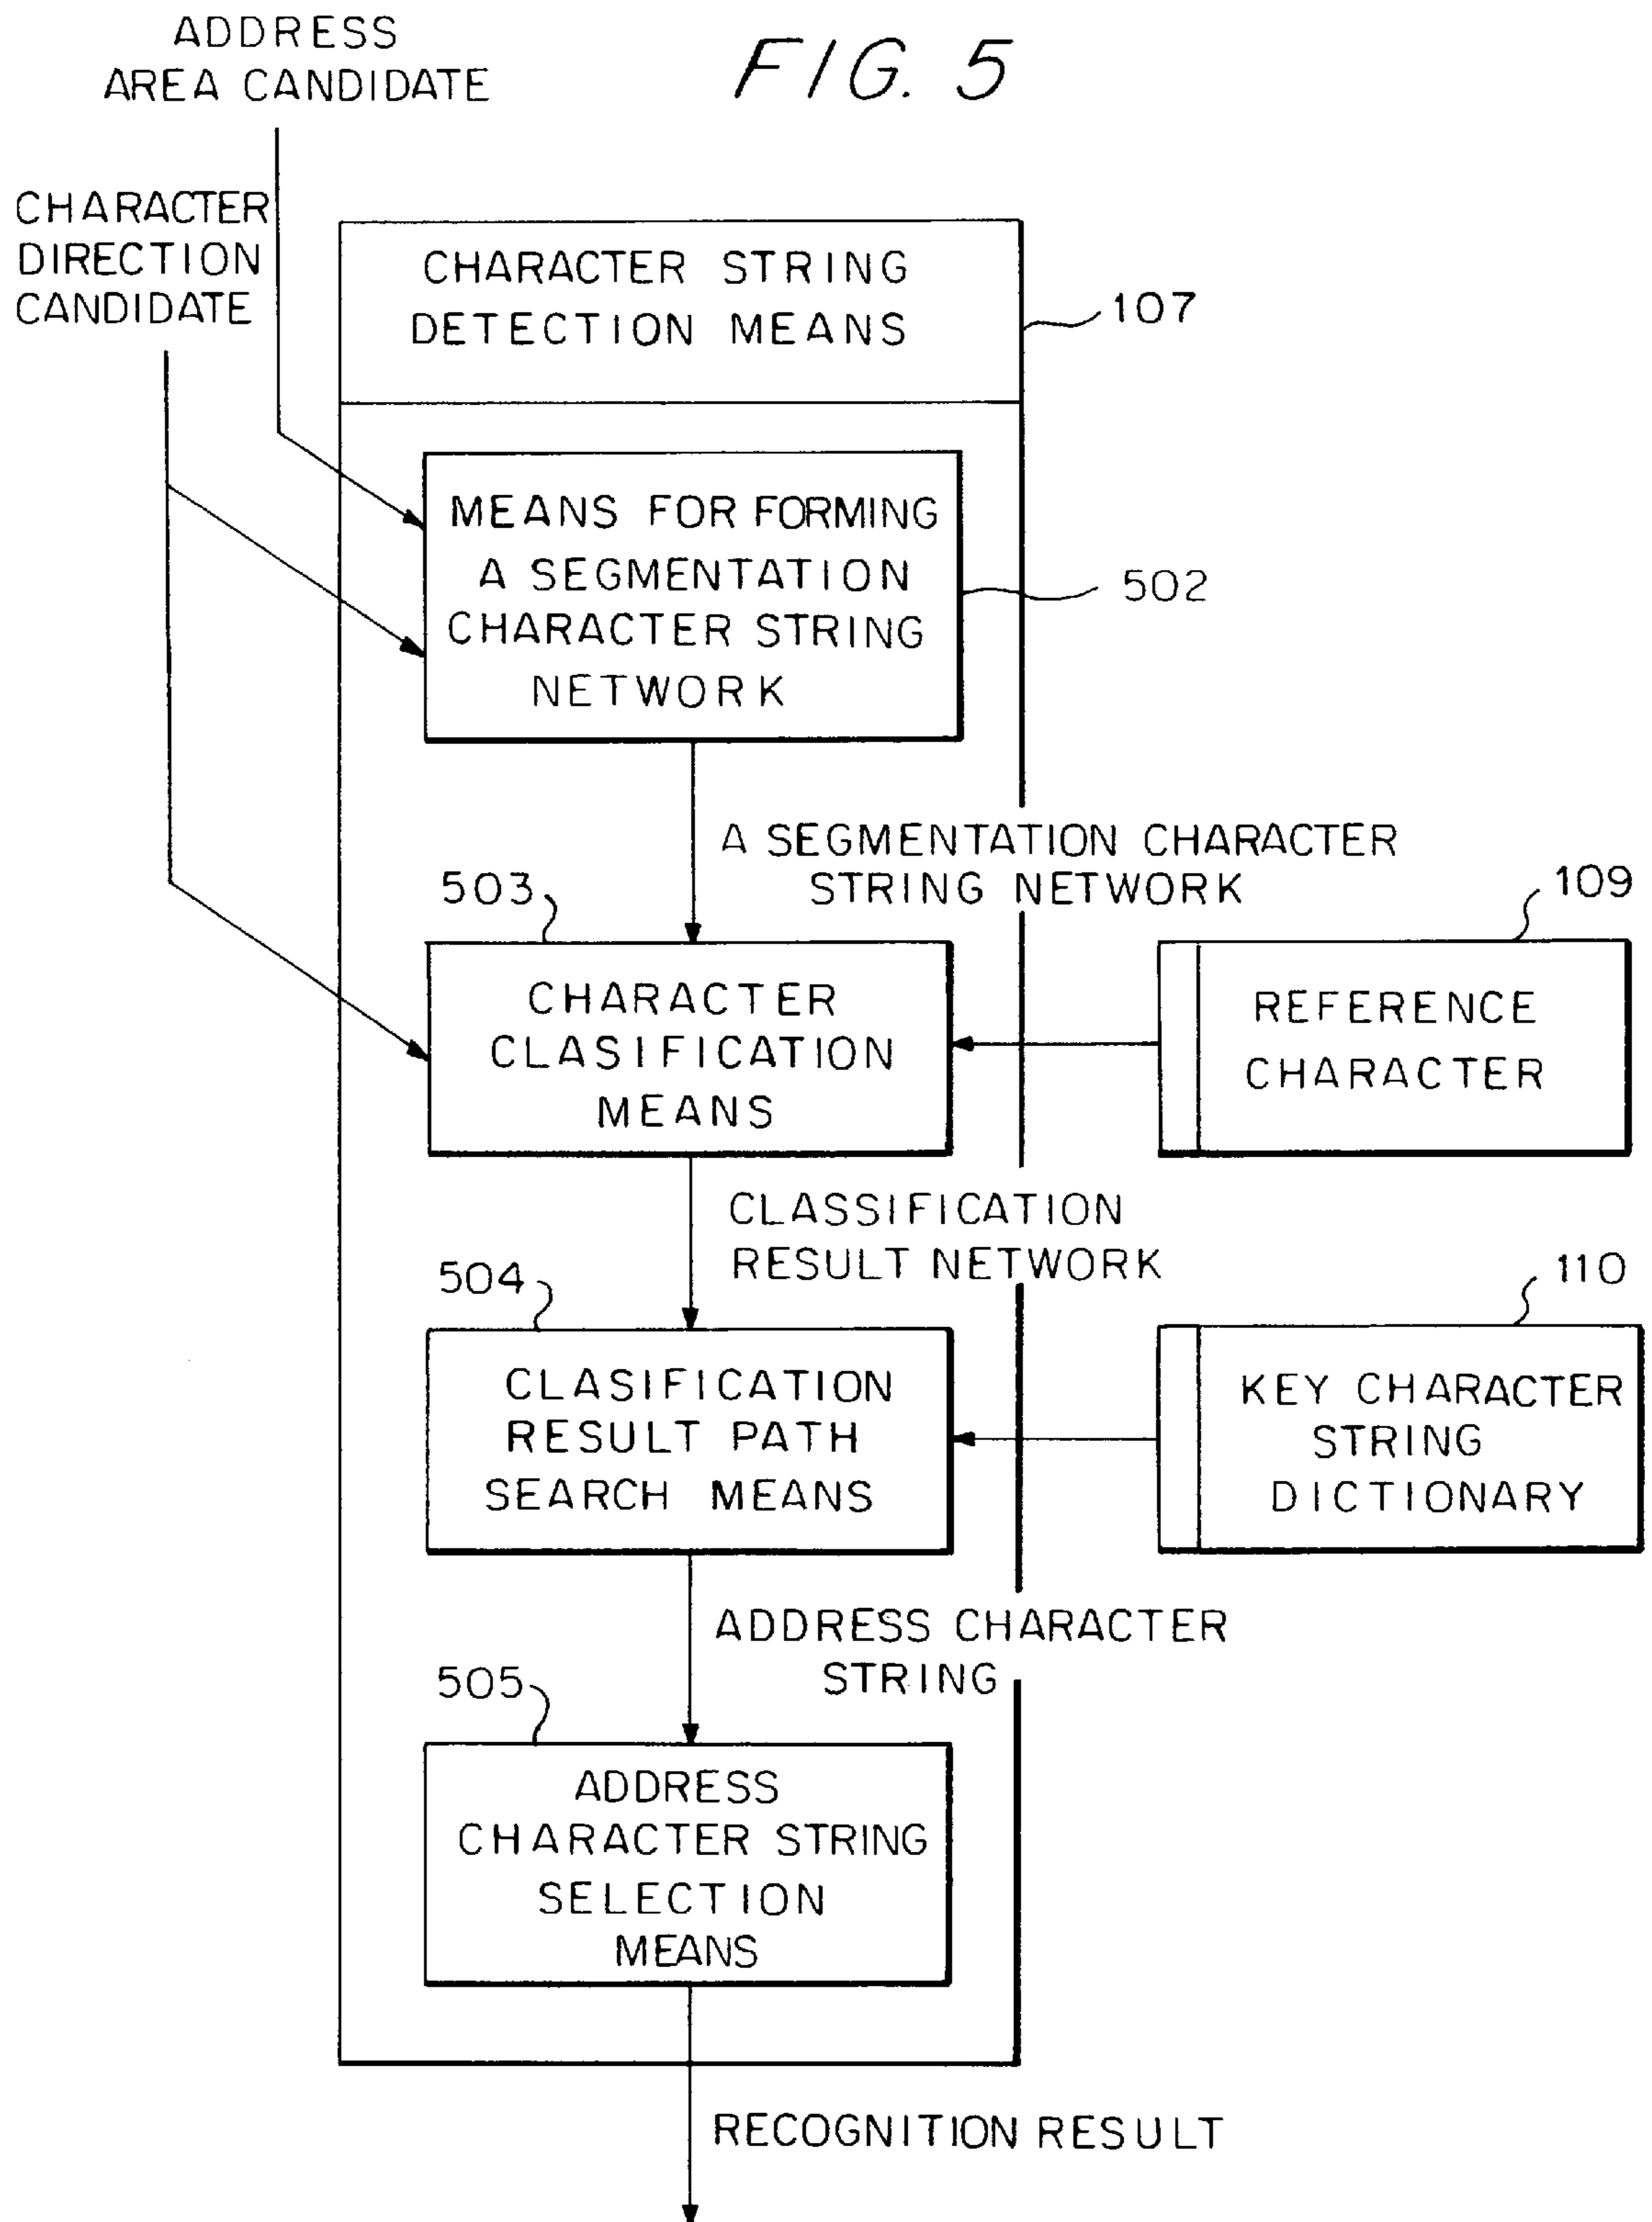 FIG. 5
ADDRESS
AREA CANDIDATE
CHARACTER
DIRECTION
CANDIDATE
CHARACTER STRING
DETECTION MEANS
107
MEANS FOR FORMING
A SEGMENTATION
CHARACTER STRING
NETWORK
502
A SEGMENTATION CHARACTER
STRING NETWORK
503
CHARACTER
CLASIFICATION
MEANS
109
REFERENCE
CHARACTER
CLASSIFICATION
RESULT NETWORK
504
CLASIFICATION
RESULT PATH
SEARCH MEANS
110
KEY CHARACTER
STRING
DICTIONARY
ADDRESS CHARACTER
STRING
505
ADDRESS
CHARACTER STRING
SELECTION
MEANS
RECOGNITION RESULT